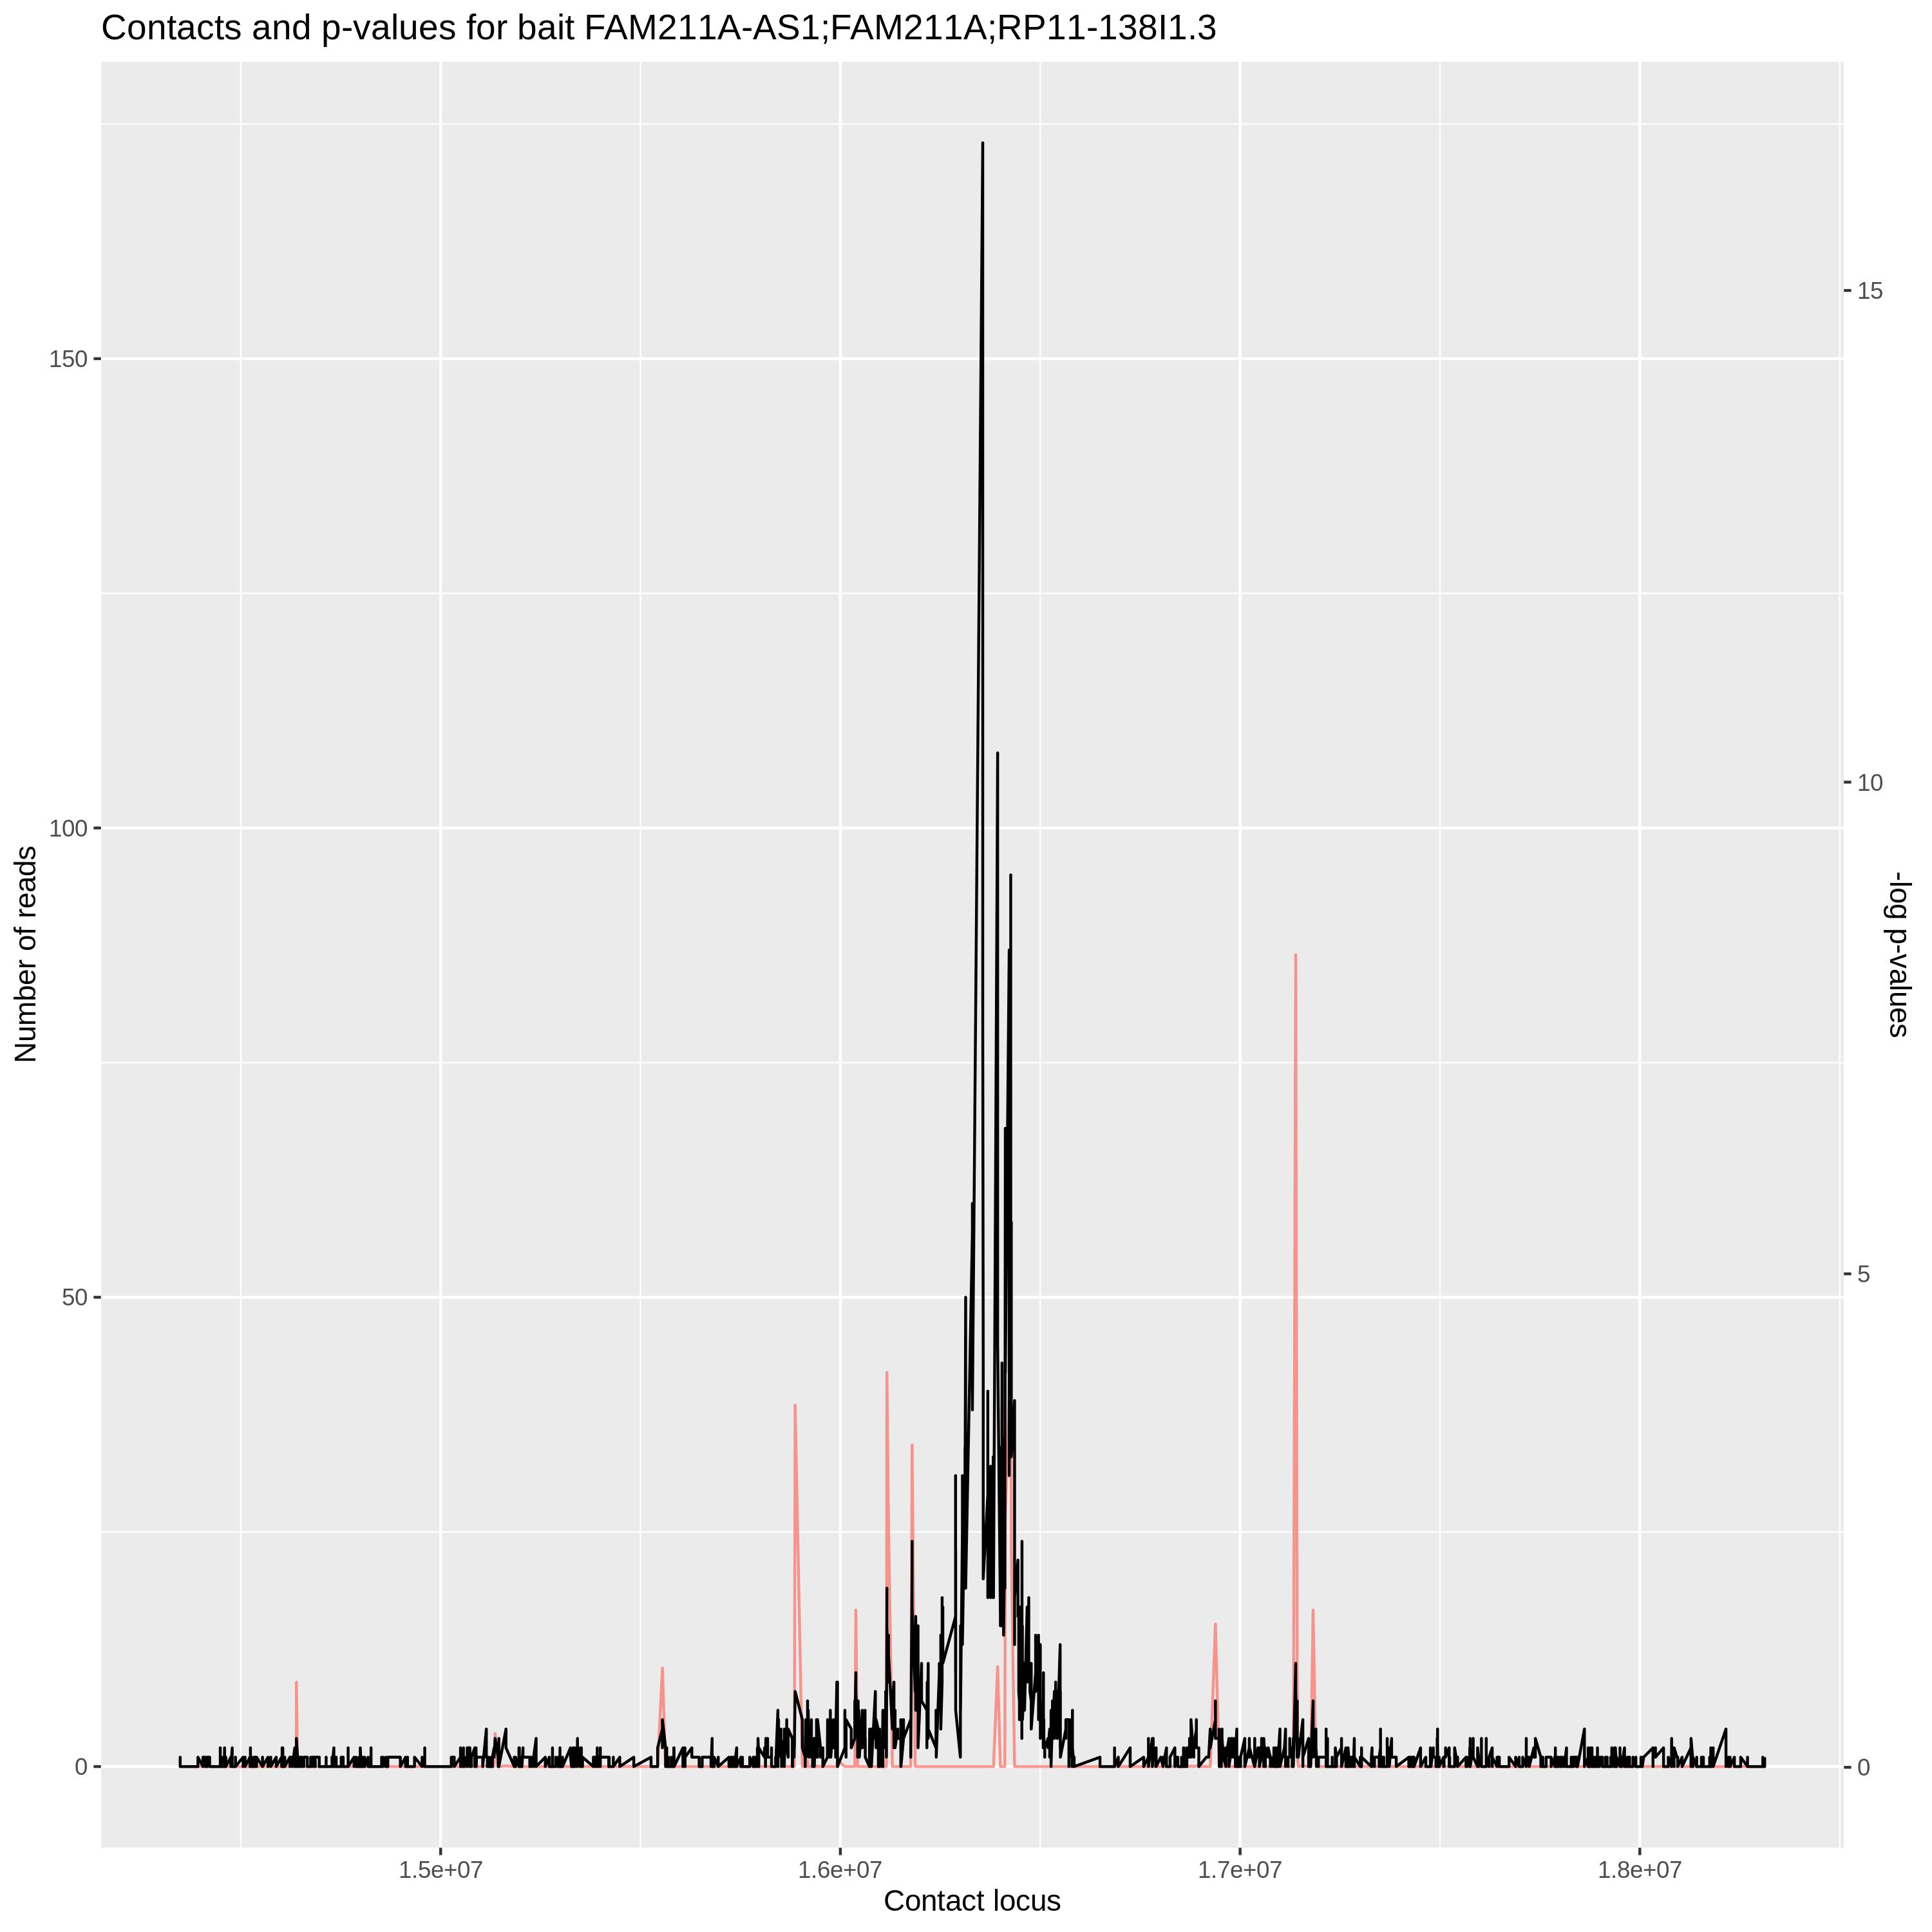 Contacts and p-values for bait FAM211A-AS1;FAM211A;RP11-138I1.3
150
100
50
0
Number of reads
15
10
5
0
-log p-values
1.5e+07
1.6e+07
1.7e+07
1.8e+07
Contact locus